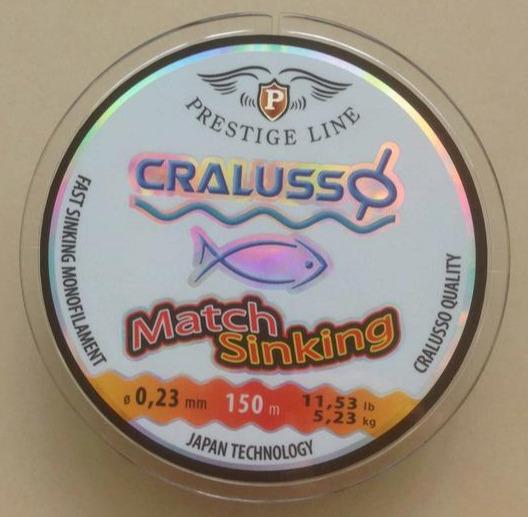 P
PRESTIGE LINE
CRALUSSO
FAST SINKING MONOFILAMENT
CRALUSSO QUALITY
Match
Sinking
ø 0,23 mm 150 m 11,53 lb
5,23 kg
JAPAN TECHNOLOGY